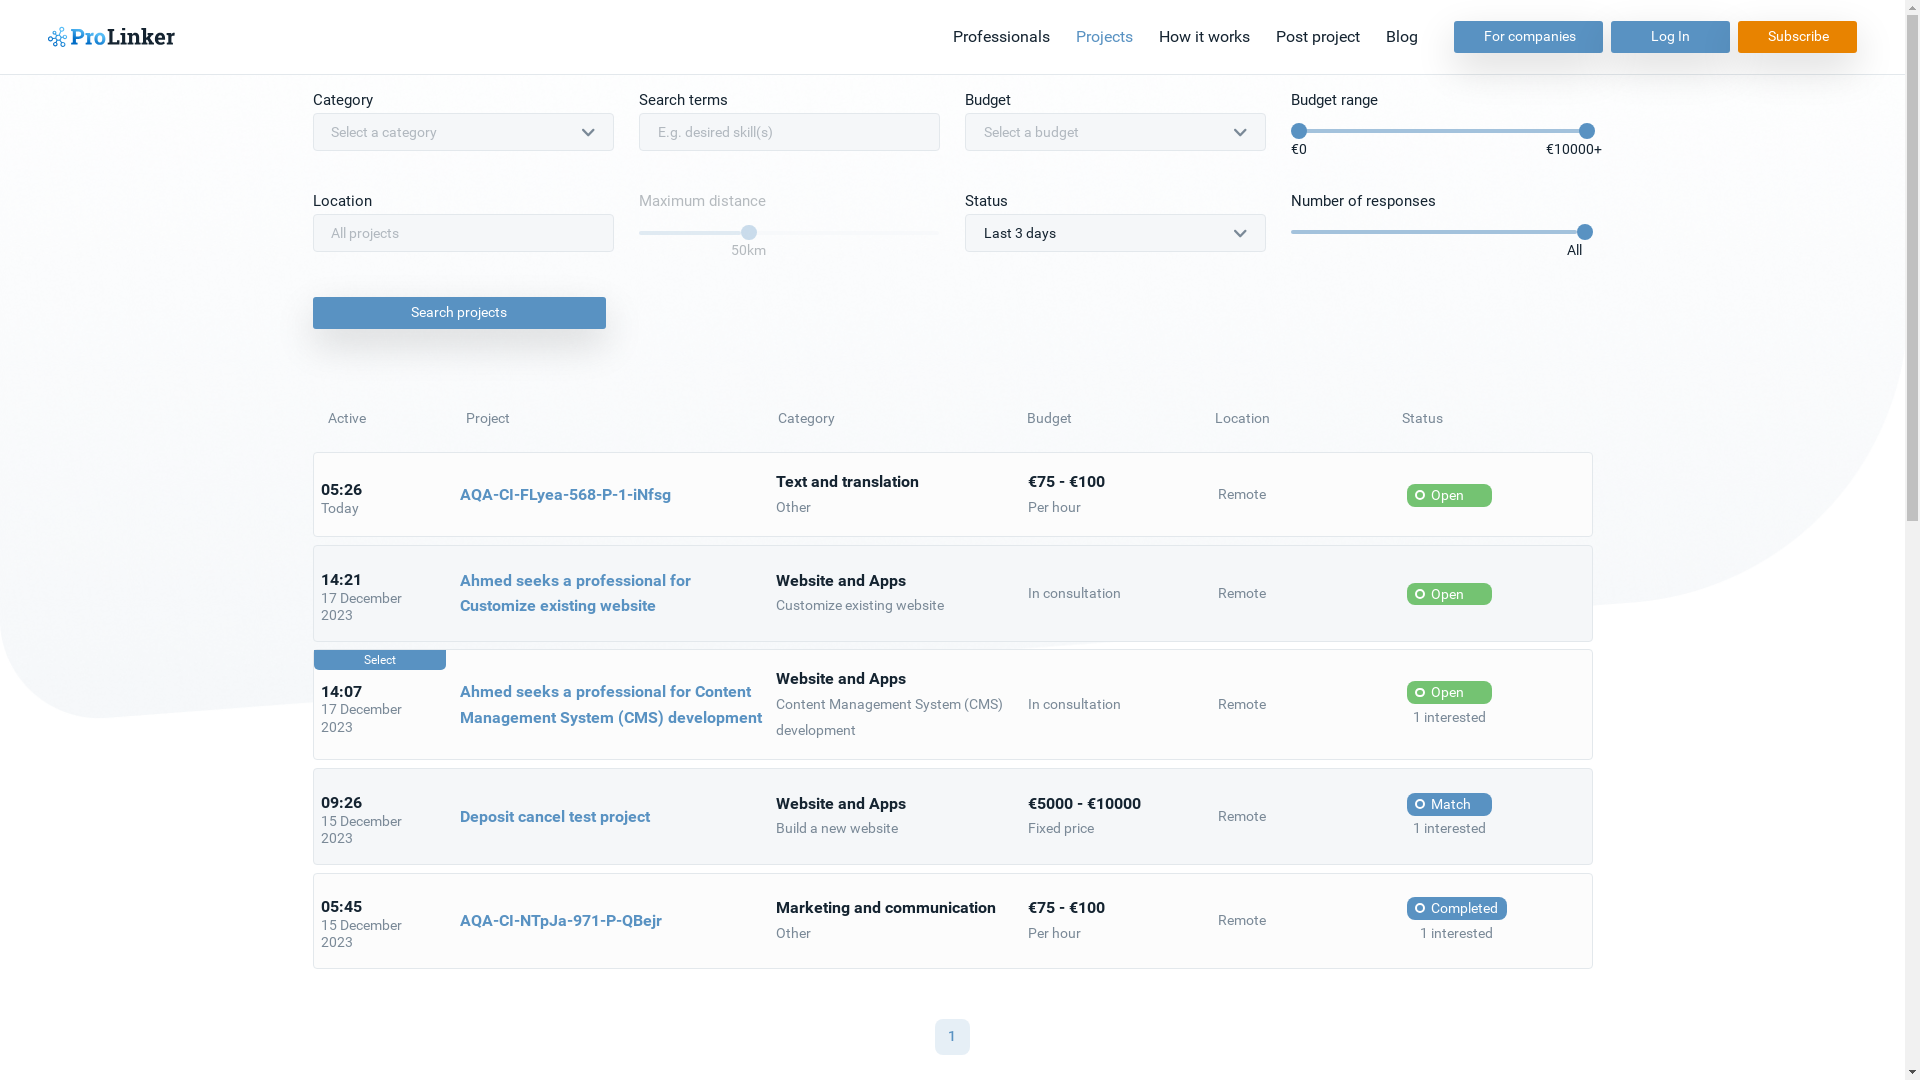 ProLinker
Professionals
Projects
How it works
Post project
Blog
For companies
Log In
Subscribe
Category
Search terms
Budget
Budget range
Select a category
E.g. desired skill(s)
Select a budget
€0
€10000+
Location
Maximum distance
Status
Number of responses
All projects
50km
Last 3 days
All
Search projects
Active
Project
Category
Budget
Location
Status
05:26
Today
AQA-CI-FLyea-568-P-1-iNfsg
Text and translation
Other
€75 - €100
Per hour
Remote
Open
14:21
17 December
2023
Ahmed seeks a professional for
Customize existing website
Website and Apps
Customize existing website
In consultation
Remote
Open
Select
14:07
17 December
2023
Ahmed seeks a professional for Content
Management System (CMS) development
Website and Apps
Content Management System (CMS)
development
In consultation
Remote
Open
1 interested
09:26
15 December
2023
Deposit cancel test project
Website and Apps
Build a new website
€5000 - €10000
Fixed price
Remote
Match
1 interested
05:45
15 December
2023
AQA-CI-NTpJa-971-P-QBejr
Marketing and communication
Other
€75 - €100
Per hour
Remote
Completed
1 interested
1